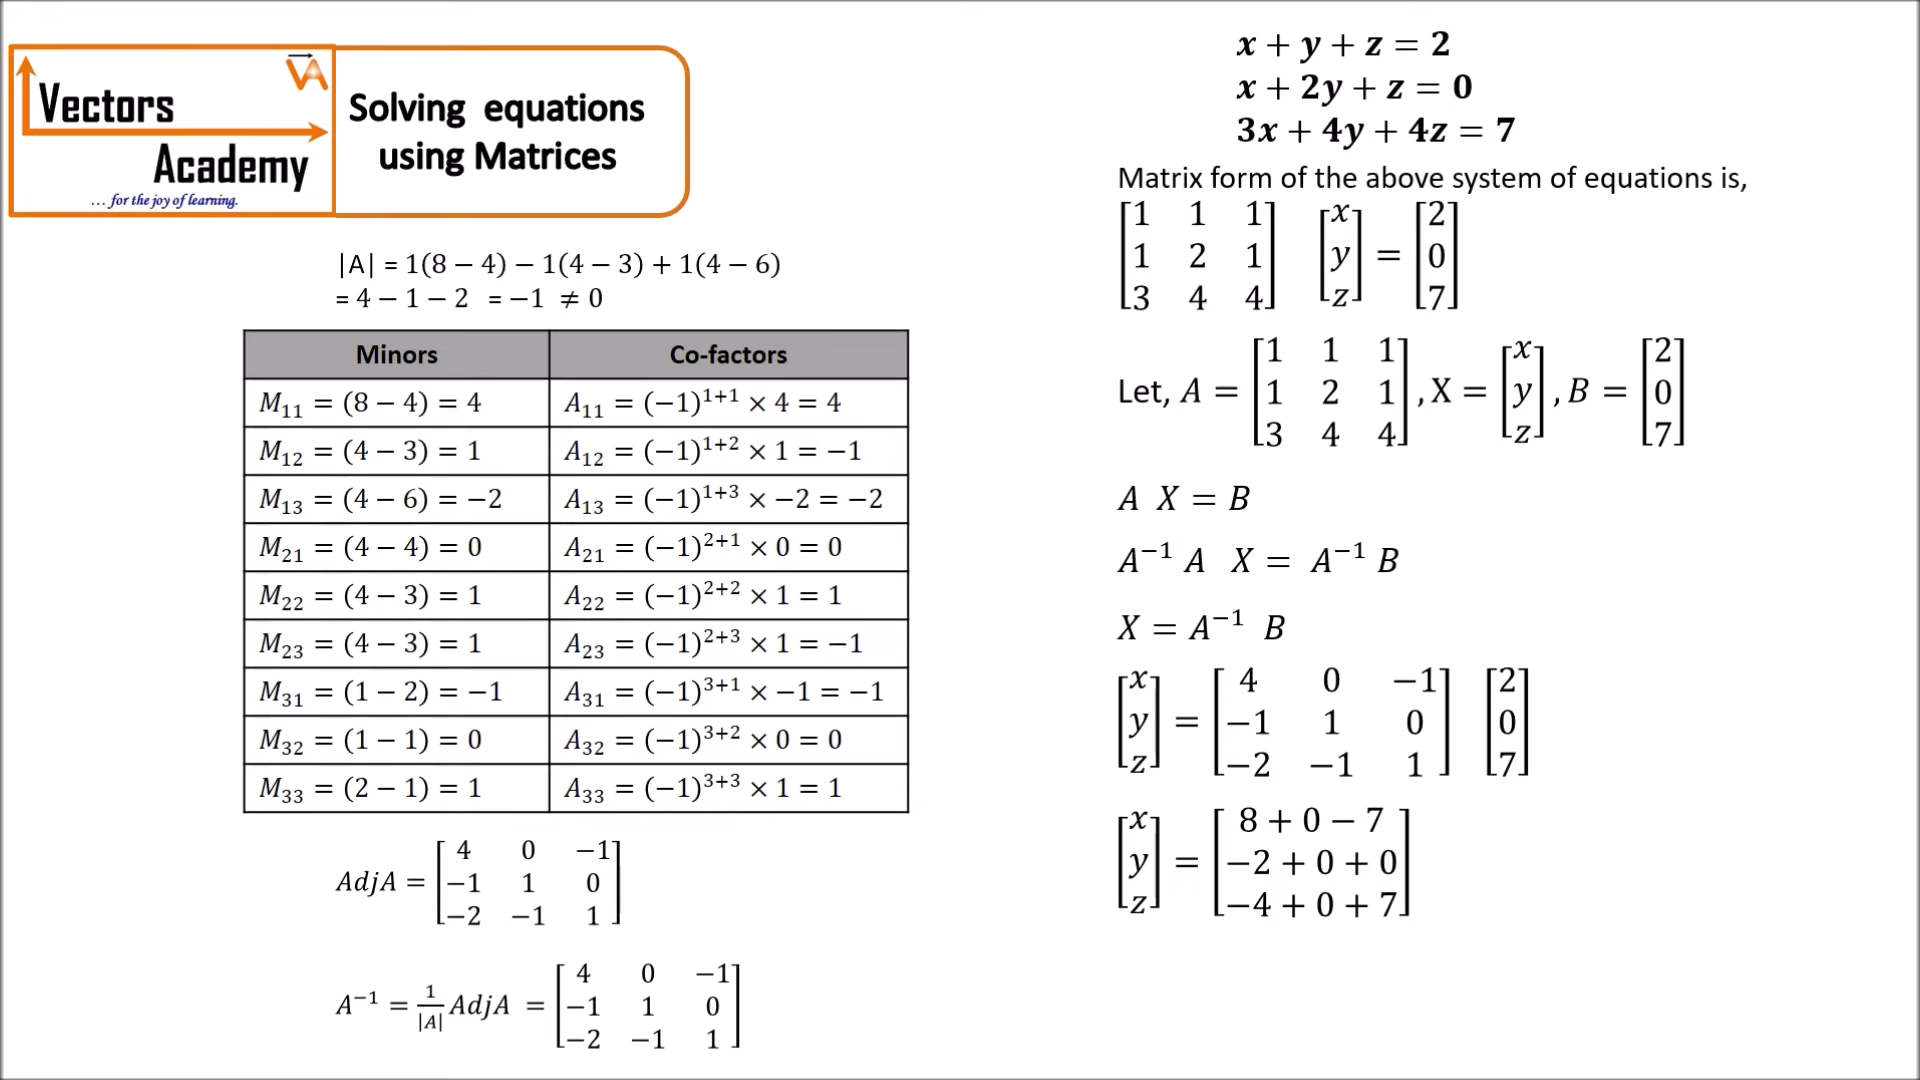 Vectors
Academy
... for the joy of learning.
VA
Solving equations
using Matrices
|A| = 1(8 − 4) − 1(4 − 3) + 1(4 − 6)
= 4 − 1 − 2 = −1 ≠ 0
Minors Co-factors
M₁₁ = (8 − 4) = 4 A₁₁ = (−1)¹⁺¹ × 4 = 4
M₁₂ = (4 − 3) = 1 A₁₂ = (−1)¹⁺² × 1 = −1
M₁₃ = (4 − 6) = −2 A₁₃ = (−1)¹⁺³ × −2 = −2
M₂₁ = (4 − 4) = 0 A₂₁ = (−1)²⁺¹ × 0 = 0
M₂₂ = (4 − 3) = 1 A₂₂ = (−1)²⁺² × 1 = 1
M₂₃ = (4 − 3) = 1 A₂₃ = (−1)²⁺³ × 1 = −1
M₃₁ = (1 − 2) = −1 A₃₁ = (−1)³⁺¹ × −1 = −1
M₃₂ = (1 − 1) = 0 A₃₂ = (−1)³⁺² × 0 = 0
M₃₃ = (2 − 1) = 1 A₃₃ = (−1)³⁺³ × 1 = 1
4 0 −1
AdjA = −1 1 0
−2 −1 1
4 0 −1
A⁻¹ = 1/|A| AdjA = −1 1 0
−2 −1 1
x + y + z = 2
x + 2y + z = 0
3x + 4y + 4z = 7
Matrix form of the above system of equations is,
1 1 1 x 2
1 2 1 y = 0
3 4 4 z 7
1 1 1 x 2
Let, A = 1 2 1 , X = y , B = 0
3 4 4 z 7
A X = B
A⁻¹ A X = A⁻¹ B
X = A⁻¹ B
x 4 0 −1 2
y = −1 1 0 0
z −2 −1 1 7
x 8 + 0 − 7
y = −2 + 0 + 0
z −4 + 0 + 7